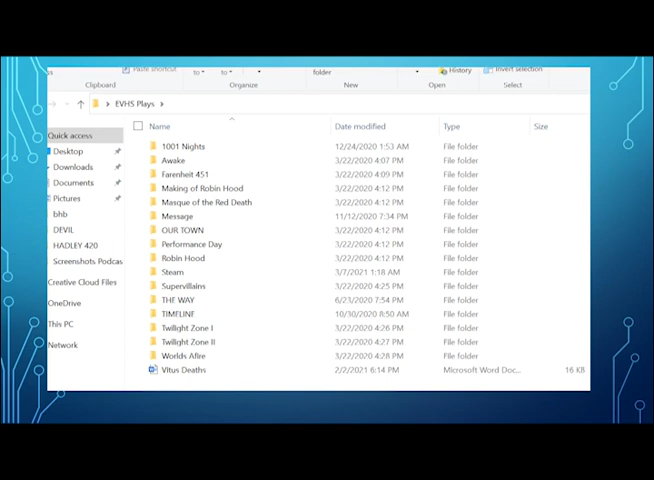 Paste shortcut to to folder History Invert selection
Clipboard Organize New Open Select
EVHS Plays
Name Date modified Type Size
Quick access
Desktop
Downloads
Documents
Pictures
bhb
DEVIL
HADLEY 420
Screenshots Podcas
Creative Cloud Files
OneDrive
This PC
Network
1001 Nights 12/24/2020 1:53 AM File folder
Awake 3/22/2020 4:07 PM File folder
Farenheit 451 3/22/2020 4:09 PM File folder
Making of Robin Hood 3/22/2020 4:12 PM File folder
Masque of the Red Death 3/22/2020 4:12 PM File folder
Message 11/12/2020 7:34 PM File folder
OUR TOWN 3/22/2020 4:12 PM File folder
Performance Day 3/22/2020 4:12 PM File folder
Robin Hood 3/22/2020 4:12 PM File folder
Steam 3/7/2021 1:18 AM File folder
Supervillains 3/22/2020 4:25 PM File folder
THE WAY 6/23/2020 7:54 PM File folder
TIMELINE 10/30/2020 8:50 AM File folder
Twilight Zone I 3/22/2020 4:26 PM File folder
Twilight Zone II 3/22/2020 4:27 PM File folder
Worlds Afire 3/22/2020 4:28 PM File folder
Vitus Deaths 2/2/2021 6:14 PM Microsoft Word Doc... 16 KB